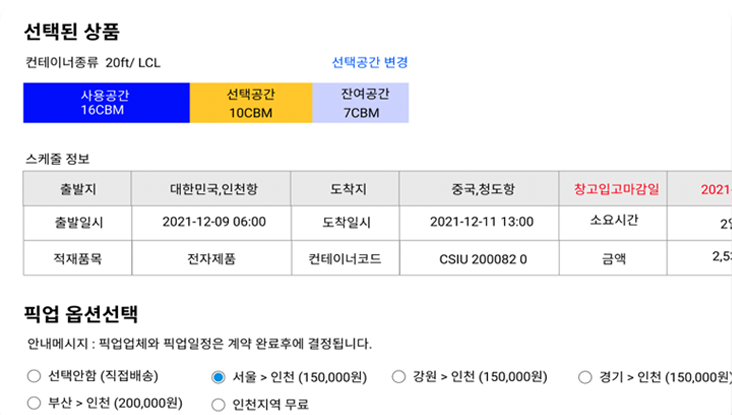 선택된 상품
컨테이너종류 20ft/ LCL 선택공간 변경
사용공간 선택공간 잔여공간
16CBM 10CBM 7CBM
스케줄 정보
출발지 대한민국,인천항 도착지 중국,청도항 창고입고마감일 2021-
출발일시 2021-12-09 06:00 도착일시 2021-12-11 13:00 소요시간
적재품목 전자제품 컨테이너코드 CSIU 200082 0 금액
픽업 옵션선택
안내메시지 : 픽업업체와 픽업일정은 계약 완료후에 결정됩니다.
선택안함 (직접배송) 서울 > 인천 (150,000원) 강원 > 인천 (150,000원) 경기 > 인천 (150,000원)
부산 > 인천 (200,000원) 인천지역 무료